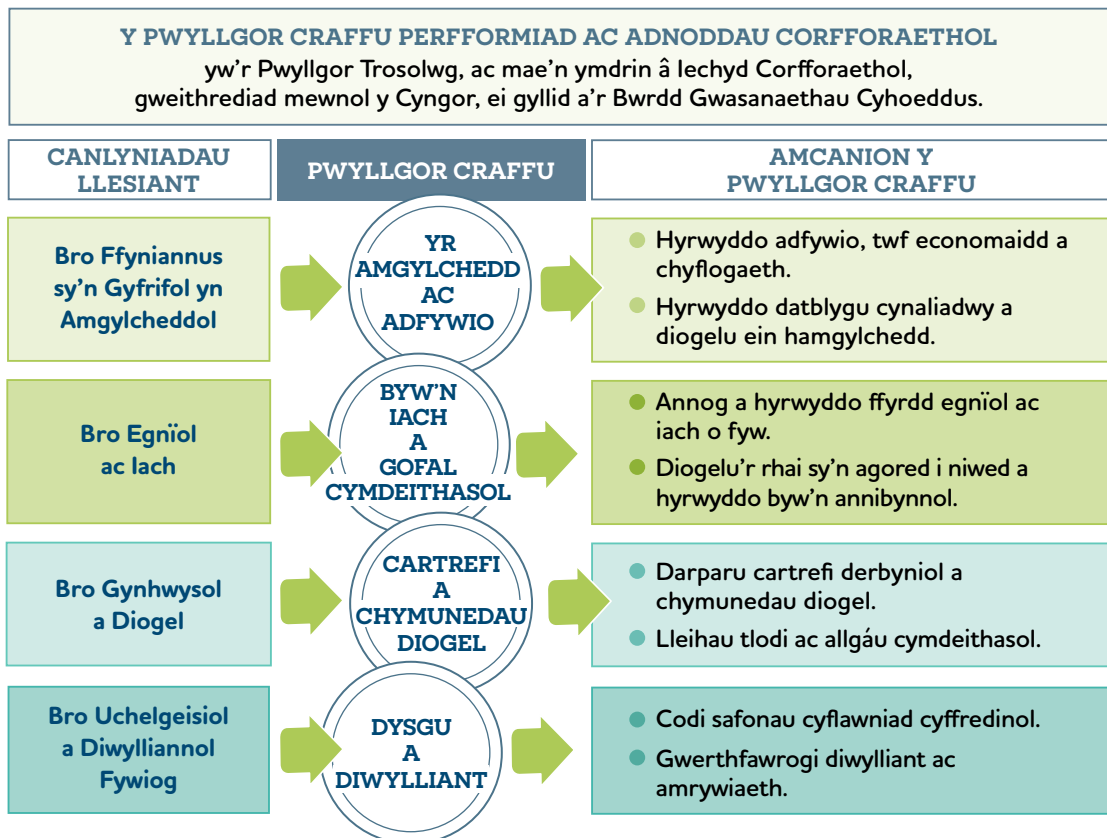 Y PWYLLGOR CRAFFU PERFFORMIAD AC ADNODDAU CORFFORAETHOL
yw'r Pwyllgor Trosolwg, ac mae'n ymdrin â Iechyd Corfforaethol,
gweithrediad mewnol y Cyngor, ei gyllid a'r Bwrdd Gwasanaethau Cyhoeddus.
CANLYNIADAU
LLESIANT
PWYLLGOR CRAFFU
AMCANION Y
PWYLLGOR CRAFFU
Bro Ffyniannus
sy'n Gyfrifol yn
Amgylcheddol
YR
AMGYLCHEDD
AC
ADFYWIO
Hyrwyddo adfywio, twf economaidd a
chyflogaeth.
Hyrwyddo datblygu cynaliadwy a
diogelu ein hamgylchedd.
Bro Egnïol
ac Iach
BYW'N
IACH
A
GOFAL
CYMDEITHASOL
Annog a hyrwyddo ffyrdd egnïol ac
iach o fyw.
Diogelu'r rhai sy'n agored i niwed a
hyrwyddo byw'n annibynnol.
Bro Gynhwysol
a Diogel
CARTREFI
A
CHYMUNEDAU
DIOGEL
Darparu cartrefi derbyniol a
chymunedau diogel.
Lleihau tlodi ac allgáu cymdeithasol.
Bro Uchelgeisiol
a Diwylliannol
Fywiog
DYSGU
A
DIWYLLIANT
Codi safonau cyflawniad cyffredinol.
Gwerthfawrogi diwylliant ac
amrywiaeth.